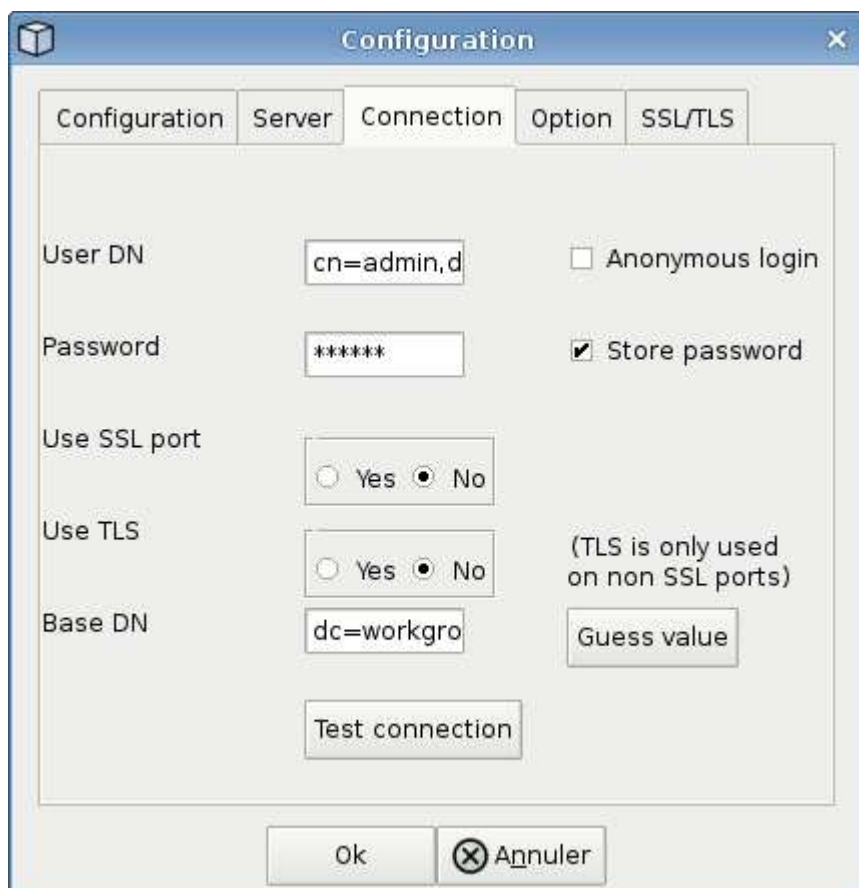 Configuration
Configuration Server Connection Option SSL/TLS
User DN cn=admin,d Anonymous login
Password ****** Store password
Use SSL port Yes No
Use TLS Yes No (TLS is only used
on non SSL ports)
Base DN dc=workgro Guess value
Test connection
Ok Annuler